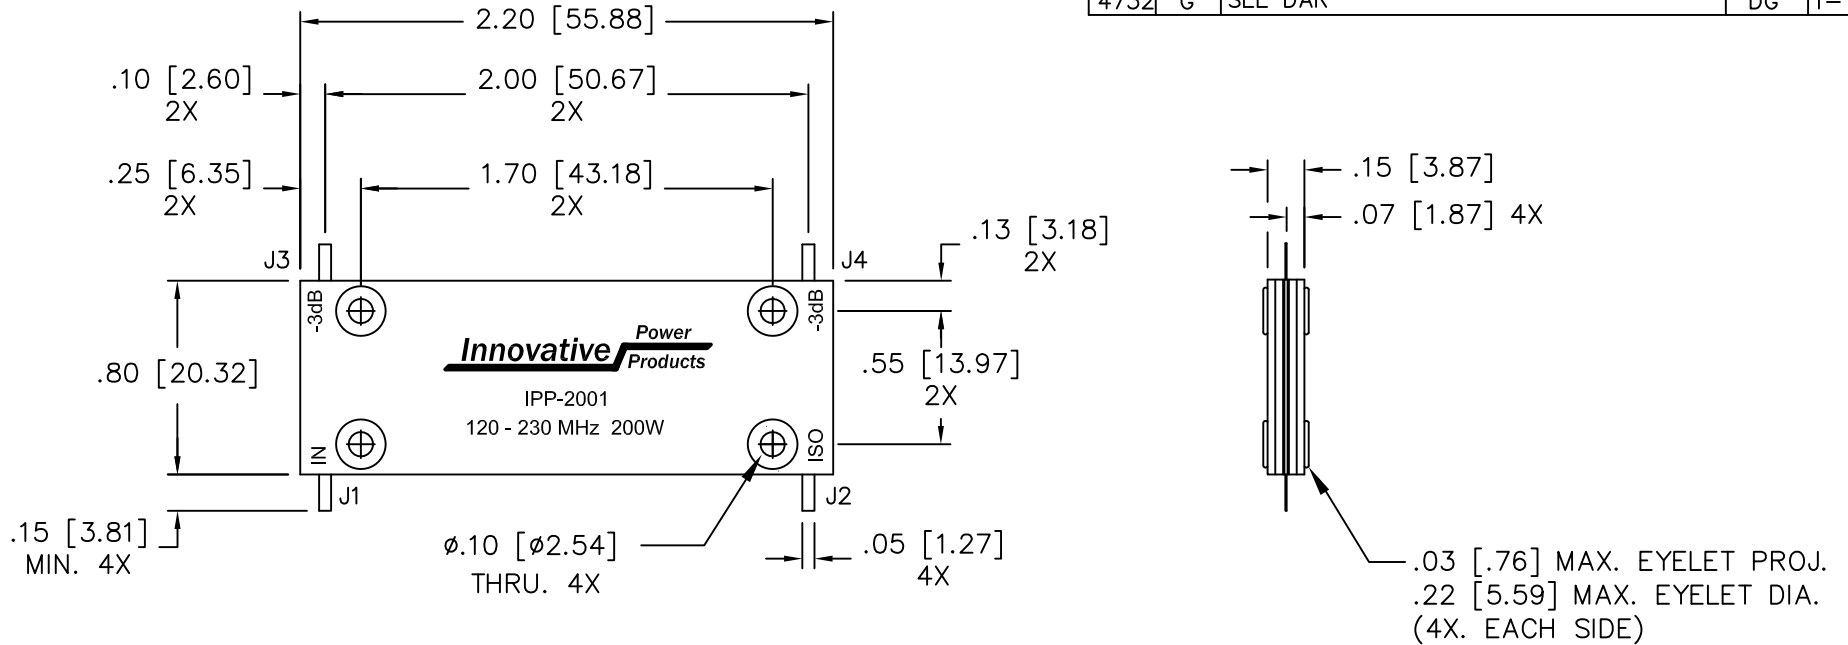 4732 G SEE DAR DG
2.20 [55.88]
.10 [2.60]
2X
2.00 [50.67]
2X
.25 [6.35]
2X
1.70 [43.18]
2X
.15 [3.87]
.07 [1.87] 4X
.13 [3.18]
2X
J3
J4
-3dB
-3dB
Innovative Power
Products
IPP-2001
120 - 230 MHz 200W
.80 [20.32]
.55 [13.97]
2X
IN
ISO
J1
J2
.15 [3.81]
MIN. 4X
ø.10 [ø2.54]
THRU. 4X
.05 [1.27]
4X
.03 [.76] MAX. EYELET PROJ.
.22 [5.59] MAX. EYELET DIA.
(4X. EACH SIDE)